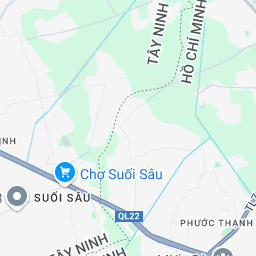 TÂY NINH
HỒ CHÍ MINH
Chợ Suối Sâu
SUỐI SÂU
QL22
PHƯỚC THẠNH
TÂY NINH